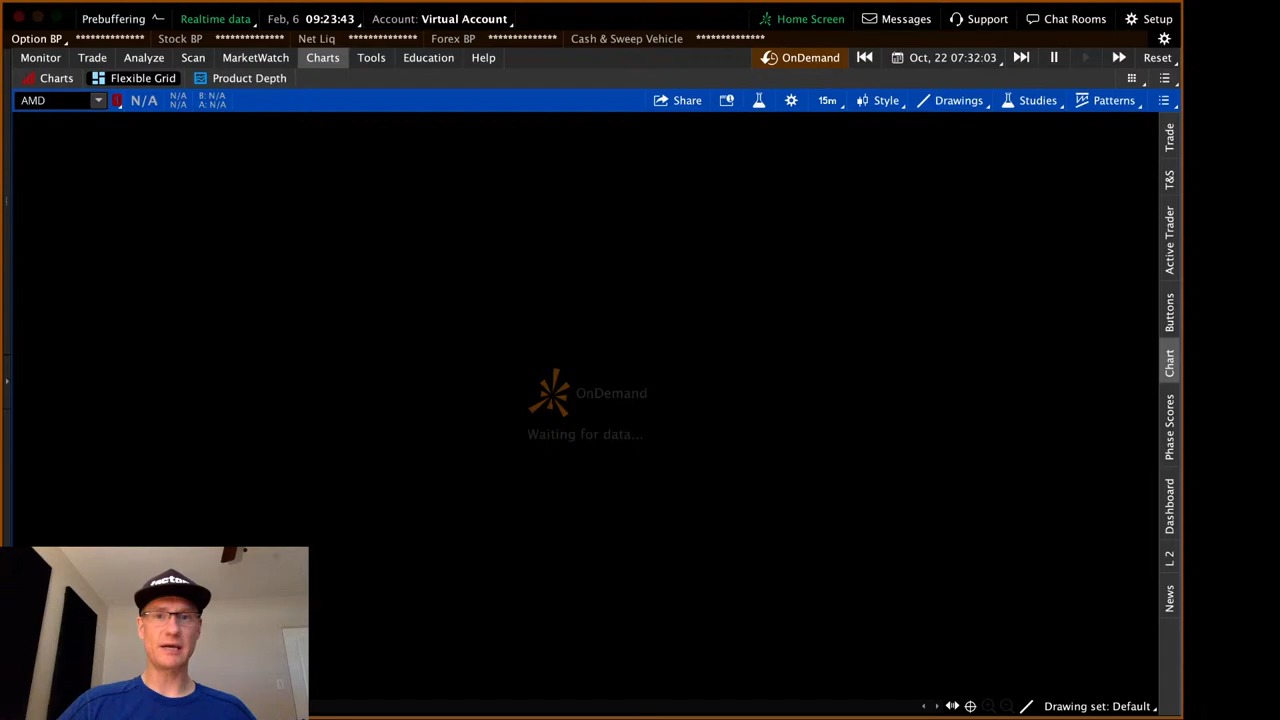 Prebuffering Realtime data Feb, 6 09:23:43 Account: Virtual Account Home Screen Messages Support Chat Rooms Setup
Option BP ************** Stock BP ************** Net Liq ************** Forex BP ************** Cash & Sweep Vehicle **************
Monitor Trade Analyze Scan MarketWatch Charts Tools Education Help OnDemand Oct, 22 07:32:03 Reset
Charts Flexible Grid Product Depth
AMD N/A N/A B: N/A Share 15m Style Drawings Studies Patterns
N/A A: N/A
Trade
T&S
Active Trader
Buttons
Chart
Phase Scores
Dashboard
L 2
News
OnDemand
Waiting for data...
Drawing set: Default